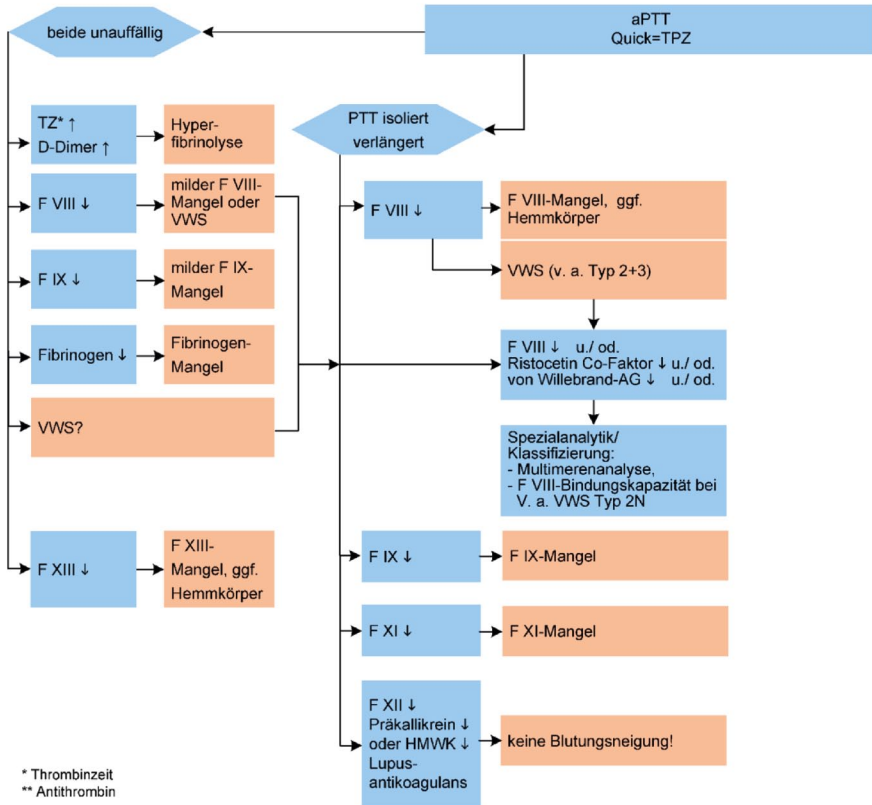 aPTT
Quick=TPZ
beide unauffällig
TZ* ↑
D-Dimer ↑
Hyper-
fibrinolyse
F VIII ↓
milder F VIII-
Mangel oder
VWS
F IX ↓
milder F IX-
Mangel
Fibrinogen ↓
Fibrinogen-
Mangel
VWS?
F XIII ↓
F XIII-
Mangel, ggf.
Hemmkörper
PTT isoliert
verlängert
F VIII ↓
F VIII-Mangel, ggf.
Hemmkörper
VWS (v. a. Typ 2+3)
F VIII ↓ u./ od.
Ristocetin Co-Faktor ↓ u./ od.
von Willebrand-AG ↓ u./ od.
Spezialanalytik/
Klassifizierung:
- Multimerenanalyse,
- F VIII-Bindungskapazität bei
V. a. VWS Typ 2N
F IX ↓
F IX-Mangel
F XI ↓
F XI-Mangel
F XII ↓
Präkallikrein ↓
oder HMWK ↓
Lupus-
antikoagulans
keine Blutungsneigung!
* Thrombinzeit
** Antithrombin